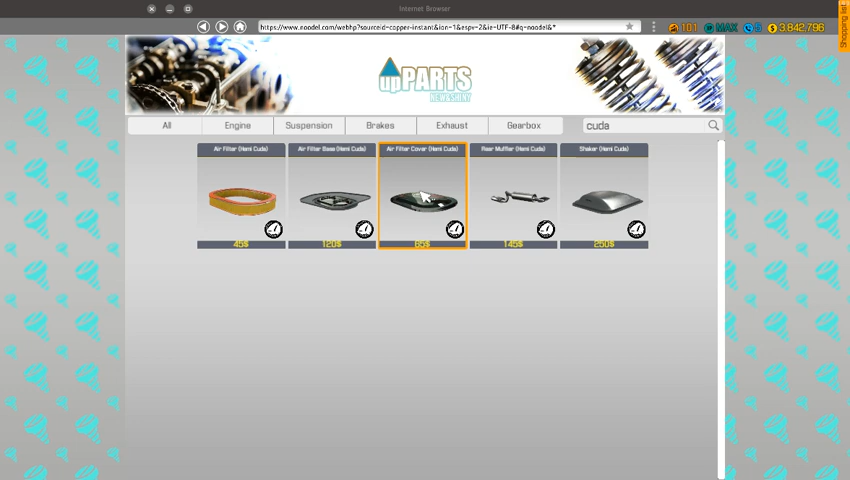 Internet Browser
https://www.noodel.com/webhp?sourceid=capper-instant&ion=1&espv=2&ie=UTF-8#q=noodel&*
101 MAX 8 3,842,796
Shopping list
upPARTS
NEW&SHINY
All Engine Suspension Brakes Exhaust Gearbox cuda
Air Filter (Hemi Cuda) Air Filter Base (Hemi Cuda) Air Filter Cover (Hemi Cuda) Rear Muffler (Hemi Cuda) Shaker (Hemi Cuda)
45$ 120$ 85$ 145$ 250$